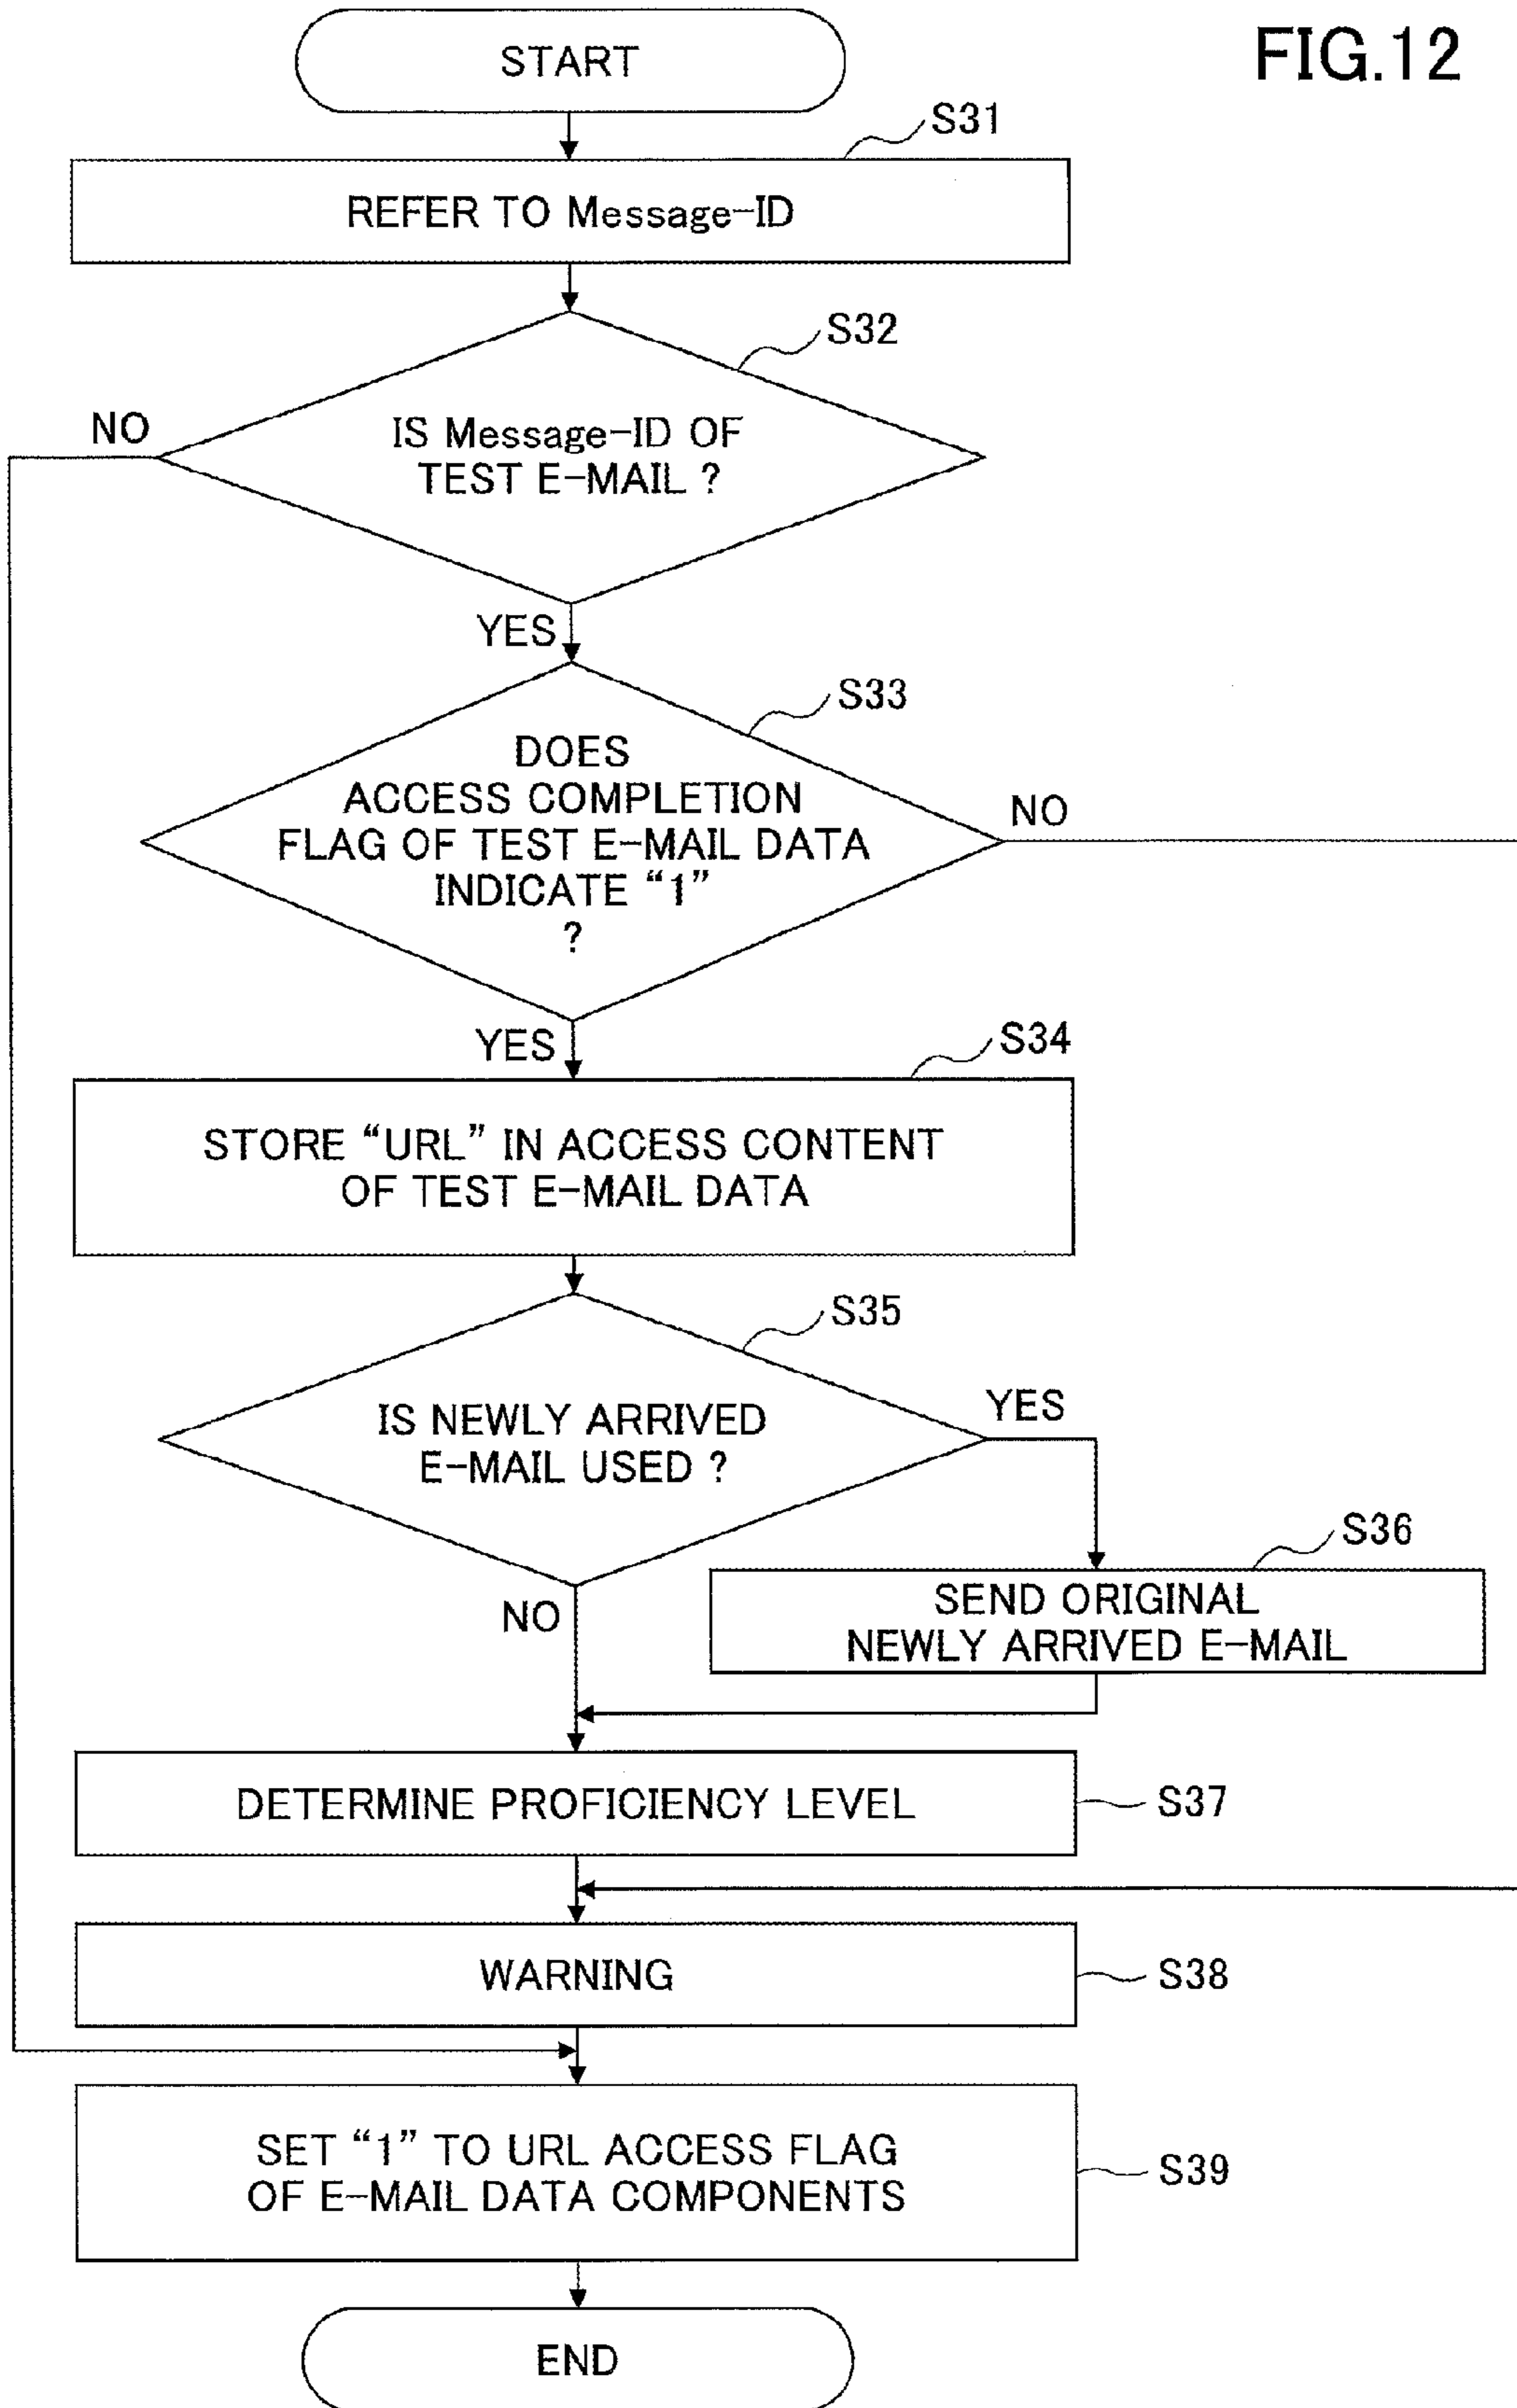 FIG.12
START
S31
REFER TO Message-ID
S32
NO
IS Message-ID OF
TEST E-MAIL ?
YES
S33
DOES
ACCESS COMPLETION
FLAG OF TEST E-MAIL DATA
INDICATE “1”
?
NO
YES
S34
STORE “URL” IN ACCESS CONTENT
OF TEST E-MAIL DATA
S35
IS NEWLY ARRIVED
E-MAIL USED ?
YES
S36
SEND ORIGINAL
NEWLY ARRIVED E-MAIL
NO
DETERMINE PROFICIENCY LEVEL
S37
WARNING
S38
SET “1” TO URL ACCESS FLAG
OF E-MAIL DATA COMPONENTS
S39
END